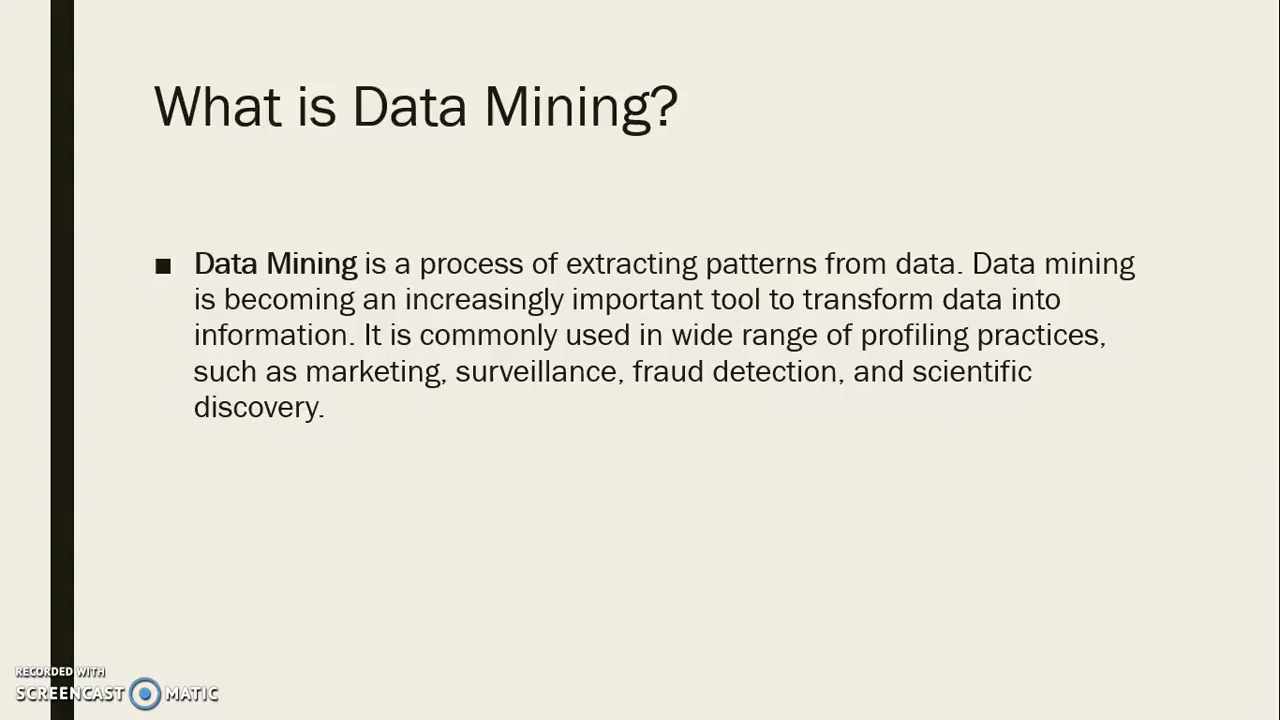 What is Data Mining?
■ Data Mining is a process of extracting patterns from data. Data mining
is becoming an increasingly important tool to transform data into
information. It is commonly used in wide range of profiling practices,
such as marketing, surveillance, fraud detection, and scientific
discovery.
RECORDED WITH
SCREENCAST MATIC